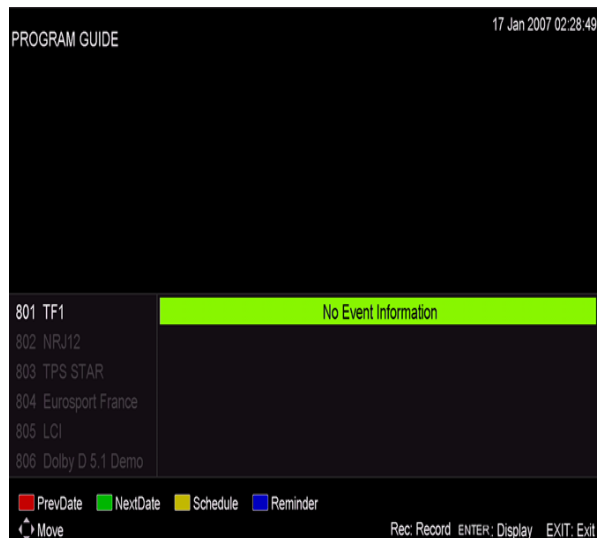 17 Jan 2007 02:28:49
PROGRAM GUIDE
801 TF1 No Event Information
802 NRJ12
803 TPS STAR
804 Eurosport France
805 LCI
806 Dolby D 5.1 Demo
PrevDate NextDate Schedule Reminder
Move Rec: Record ENTER: Display EXIT: Exit